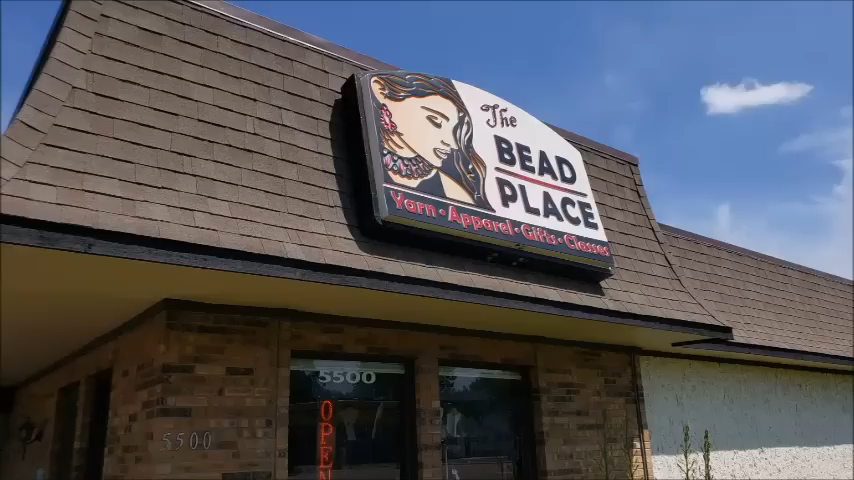 The
BEAD
PLACE
Yarn • Apparel • Gifts • Classes
5500
OPEN
5500